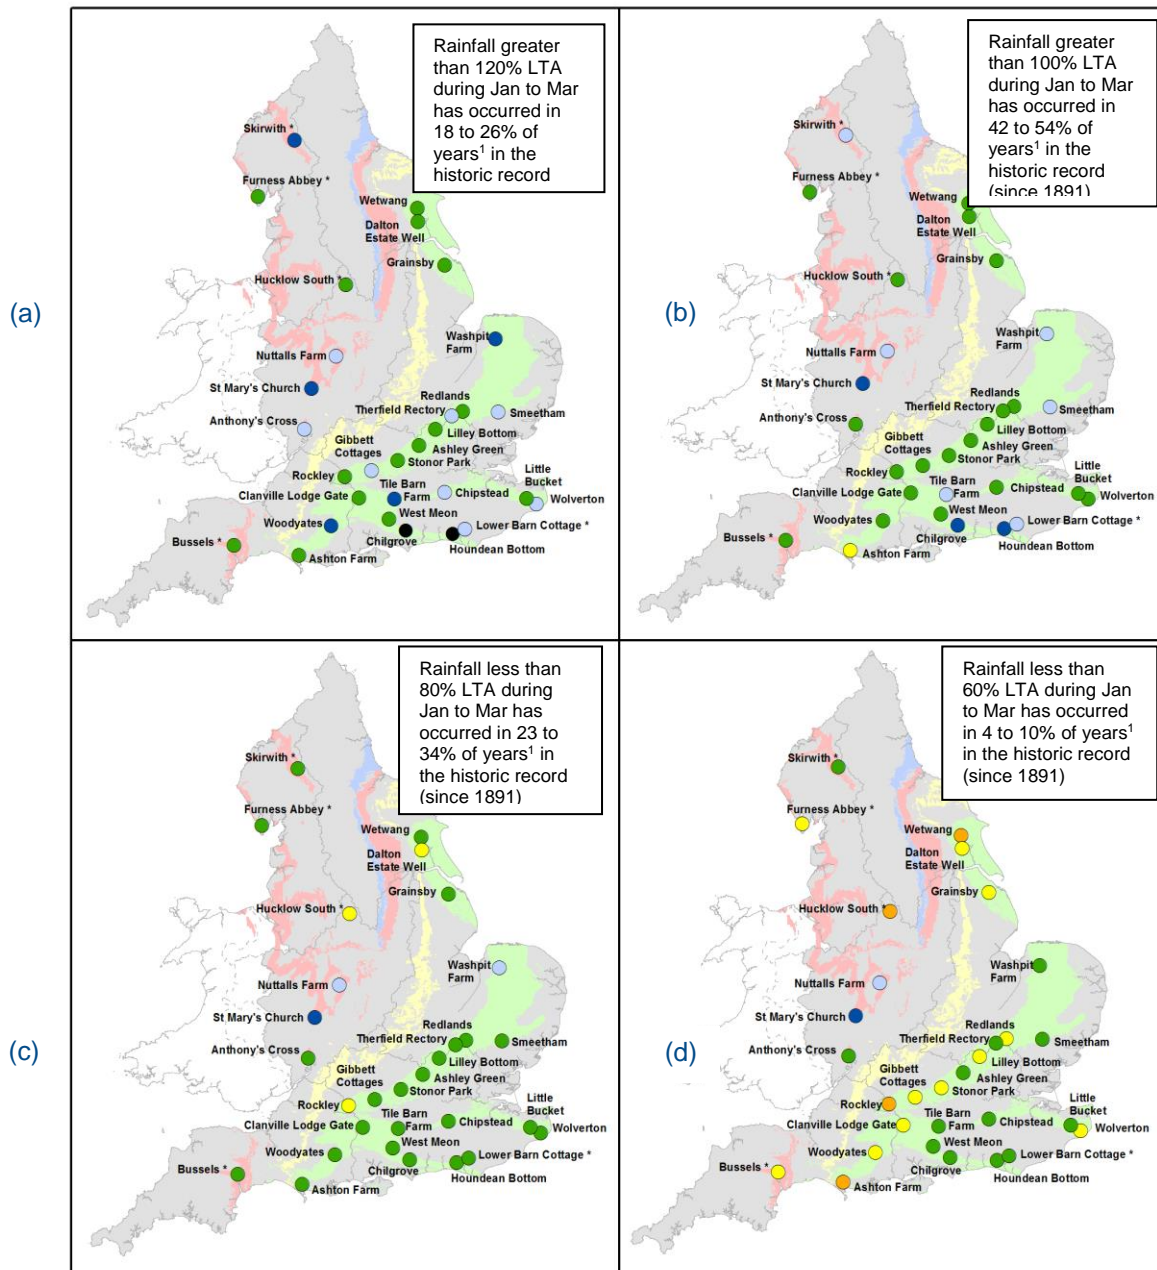 (a)
Rainfall greater
than 120% LTA
during Jan to Mar
has occurred in
18 to 26% of
years¹ in the
historic record
Skirwith *
Furness Abbey *
Wetwang
Dalton
Estate Well
Grainsby
Hucklow South *
Washpit
Farm
Nuttalls Farm
St Mary's Church
Redlands
Therfield Rectory
Smeetham
Anthony's Cross
Lilley Bottom
Gibbett
Cottages
Ashley Green
Stonor Park
Rockley
Little
Bucket
Tile Barn
Farm
Clanville Lodge Gate
Chipstead
Wolverton
West Meon
Woodyates
Lower Barn Cottage *
Chilgrove
Bussels *
Houndean Bottom
Ashton Farm
(b)
Rainfall greater
than 100% LTA
during Jan to Mar
has occurred in
42 to 54% of
years¹ in the
historic record
(since 1891)
Skirwith *
Furness Abbey *
Wetwang
Dalton
Estate Well
Grainsby
Hucklow South *
Washpit
Farm
Nuttalls Farm
St Mary's Church
Redlands
Therfield Rectory
Smeetham
Anthony's Cross
Lilley Bottom
Gibbett
Cottages
Ashley Green
Stonor Park
Rockley
Little
Bucket
Tile Barn
Farm
Clanville Lodge Gate
Chipstead
Wolverton
West Meon
Woodyates
Lower Barn Cottage *
Chilgrove
Bussels *
Houndean Bottom
Ashton Farm
(c)
Rainfall less than
80% LTA during
Jan to Mar has
occurred in 23 to
34% of years¹ in
the historic record
(since 1891)
Skirwith *
Furness Abbey *
Wetwang
Dalton
Estate Well
Grainsby
Hucklow South *
Washpit
Farm
Nuttalls Farm
St Mary's Church
Redlands
Therfield Rectory
Smeetham
Anthony's Cross
Lilley Bottom
Gibbett
Cottages
Ashley Green
Stonor Park
Rockley
Little
Bucket
Tile Barn
Farm
Clanville Lodge Gate
Chipstead
Wolverton
West Meon
Woodyates
Lower Barn Cottage *
Chilgrove
Bussels *
Houndean Bottom
Ashton Farm
(d)
Rainfall less than
60% LTA during Jan
to Mar has occurred
in 4 to 10% of years¹
in the historic record
(since 1891)
Skirwith *
Furness Abbey *
Wetwang
Dalton
Estate Well
Grainsby
Hucklow South *
Washpit
Farm
Nuttalls Farm
St Mary's Church
Redlands
Therfield Rectory
Smeetham
Anthony's Cross
Lilley Bottom
Gibbett
Cottages
Ashley Green
Stonor Park
Rockley
Little
Bucket
Tile Barn
Farm
Clanville Lodge Gate
Chipstead
Wolverton
West Meon
Woodyates
Lower Barn Cottage *
Chilgrove
Bussels *
Houndean Bottom
Ashton Farm